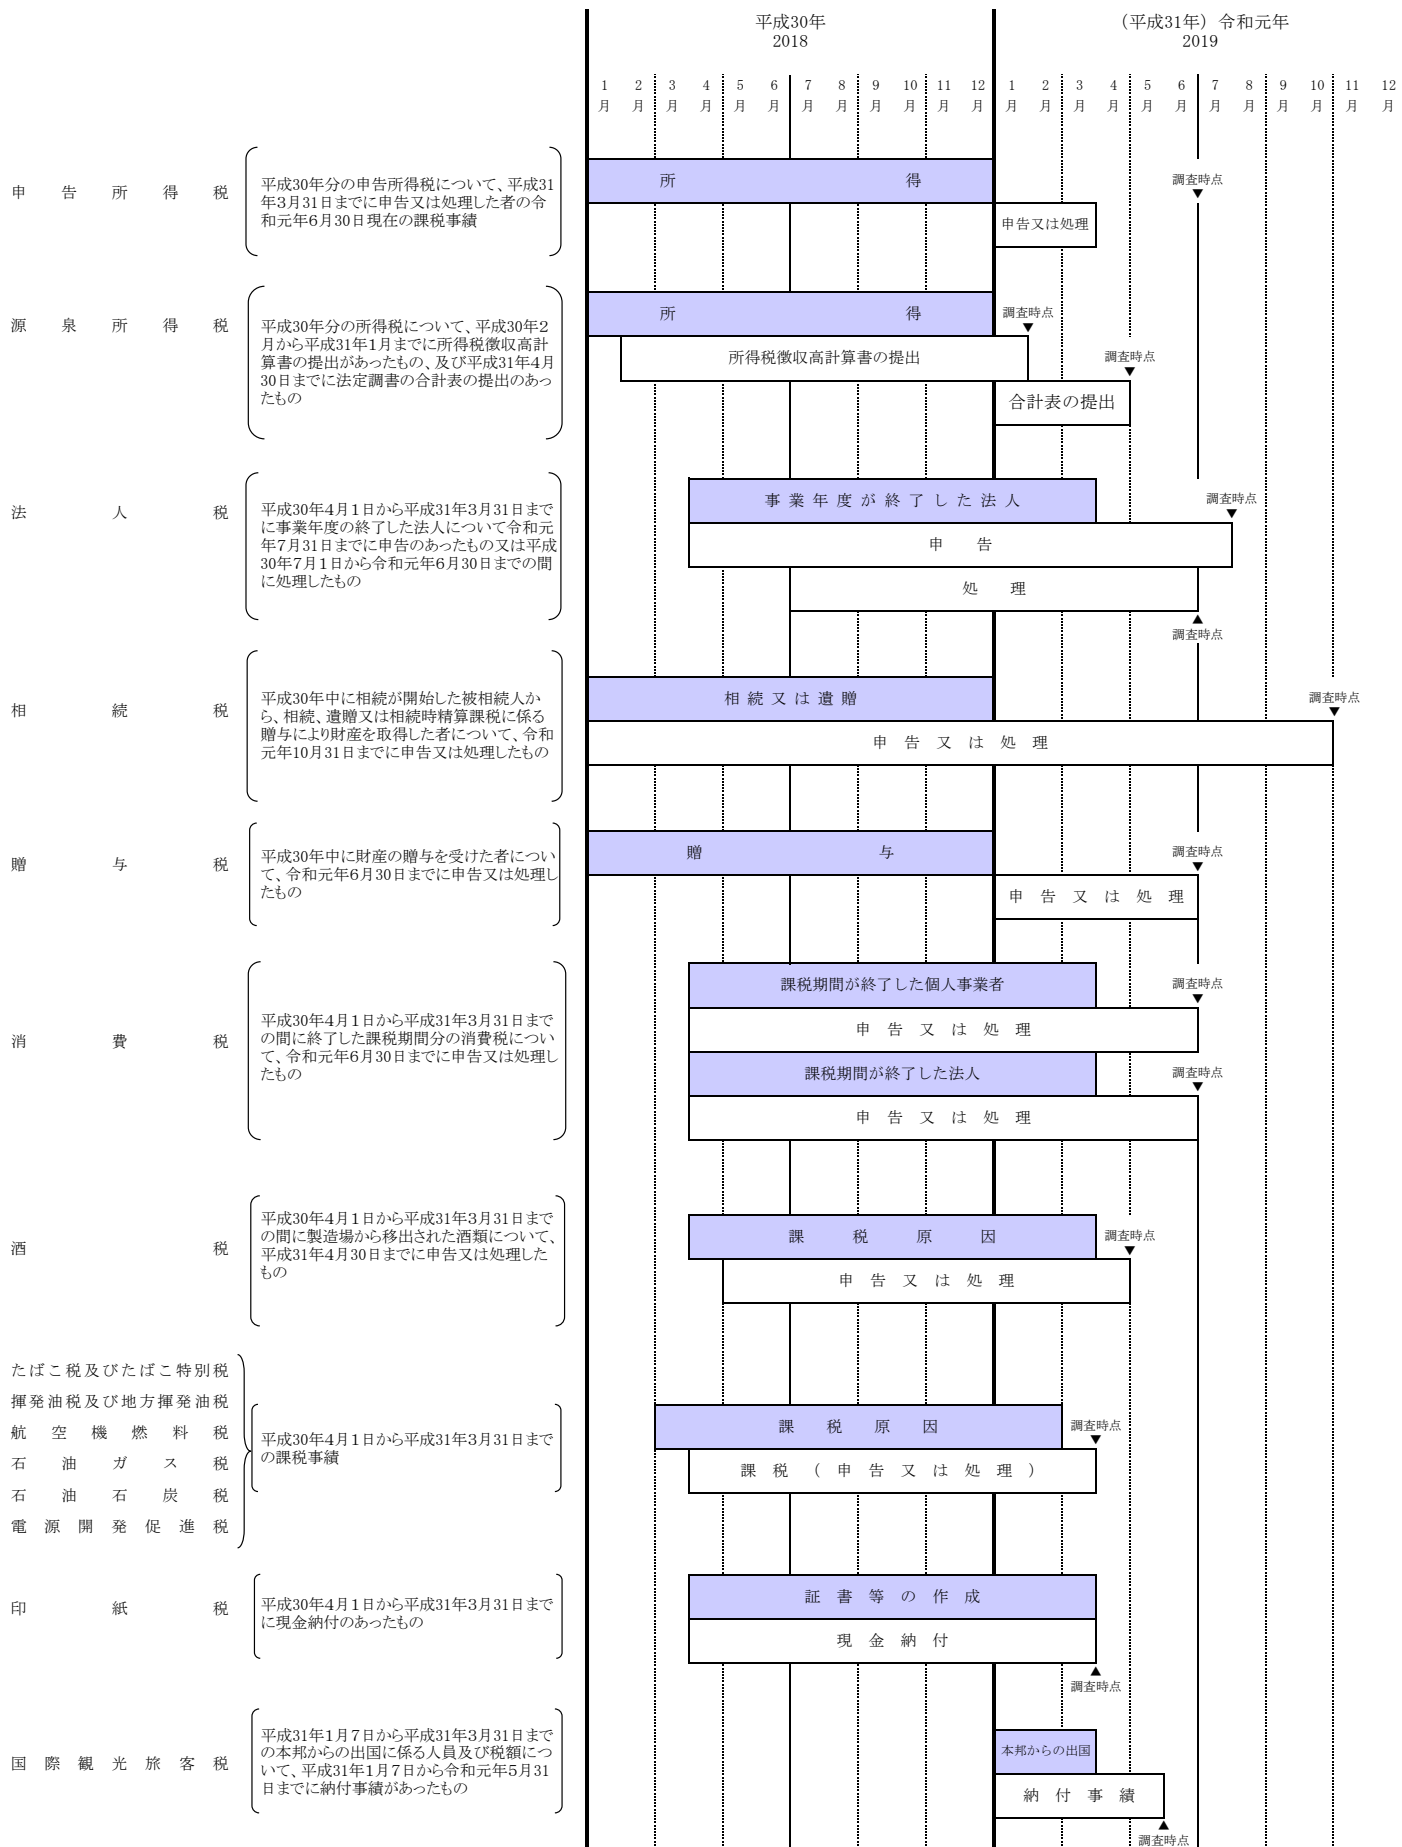 平成30年
2018
（平成31年）令和元年
2019
1 2 3 4 5 6 7 8 9 10 11 12 1 2 3 4 5 6 7 8 9 10 11 12
月 月 月 月 月 月 月 月 月 月 月 月 月 月 月 月 月 月 月 月 月 月 月 月
申告所得税
平成30年分の申告所得税について、平成31
年3月31日までに申告又は処理した者の令
和元年6月30日現在の課税事績
所得
調査時点
申告又は処理
源泉所得税
平成30年分の所得税について、平成30年2
月から平成31年1月までに所得税徴収高計
算書の提出があったもの、及び平成31年4月
30日までに法定調書の合計表の提出のあっ
たもの
所得
調査時点
所得税徴収高計算書の提出
調査時点
合計表の提出
法人税
平成30年4月1日から平成31年3月31日まで
に事業年度の終了した法人について令和元
年7月31日までに申告のあったもの又は平成
30年7月1日から令和元年6月30日までの間
に処理したもの
事業年度が終了した法人
調査時点
申告
処理
調査時点
相続税
平成30年中に相続が開始した被相続人か
ら、相続、遺贈又は相続時精算課税に係る
贈与により財産を取得した者について、令和
元年10月31日までに申告又は処理したもの
相続又は遺贈
調査時点
申告又は処理
贈与税
平成30年中に財産の贈与を受けた者につい
て、令和元年6月30日までに申告又は処理し
たもの
贈与
調査時点
申告又は処理
消費税
平成30年4月1日から平成31年3月31日まで
の間に終了した課税期間分の消費税につい
て、令和元年6月30日までに申告又は処理し
たもの
課税期間が終了した個人事業者
調査時点
申告又は処理
課税期間が終了した法人
調査時点
申告又は処理
酒税
平成30年4月1日から平成31年3月31日まで
の間に製造場から移出された酒類について、
平成31年4月30日までに申告又は処理した
もの
課税原因
調査時点
申告又は処理
たばこ税及びたばこ特別税
揮発油税及び地方揮発油税
航空機燃料税
石油ガス税
石油石炭税
電源開発促進税
平成30年4月1日から平成31年3月31日まで
の課税事績
課税原因
調査時点
課税（申告又は処理）
印紙税
平成30年4月1日から平成31年3月31日まで
に現金納付のあったもの
証書等の作成
現金納付
調査時点
国際観光旅客税
平成31年1月7日から平成31年3月31日まで
の本邦からの出国に係る人員及び税額につ
いて、平成31年1月7日から令和元年5月31
日までに納付事績があったもの
本邦からの出国
納付事績
調査時点